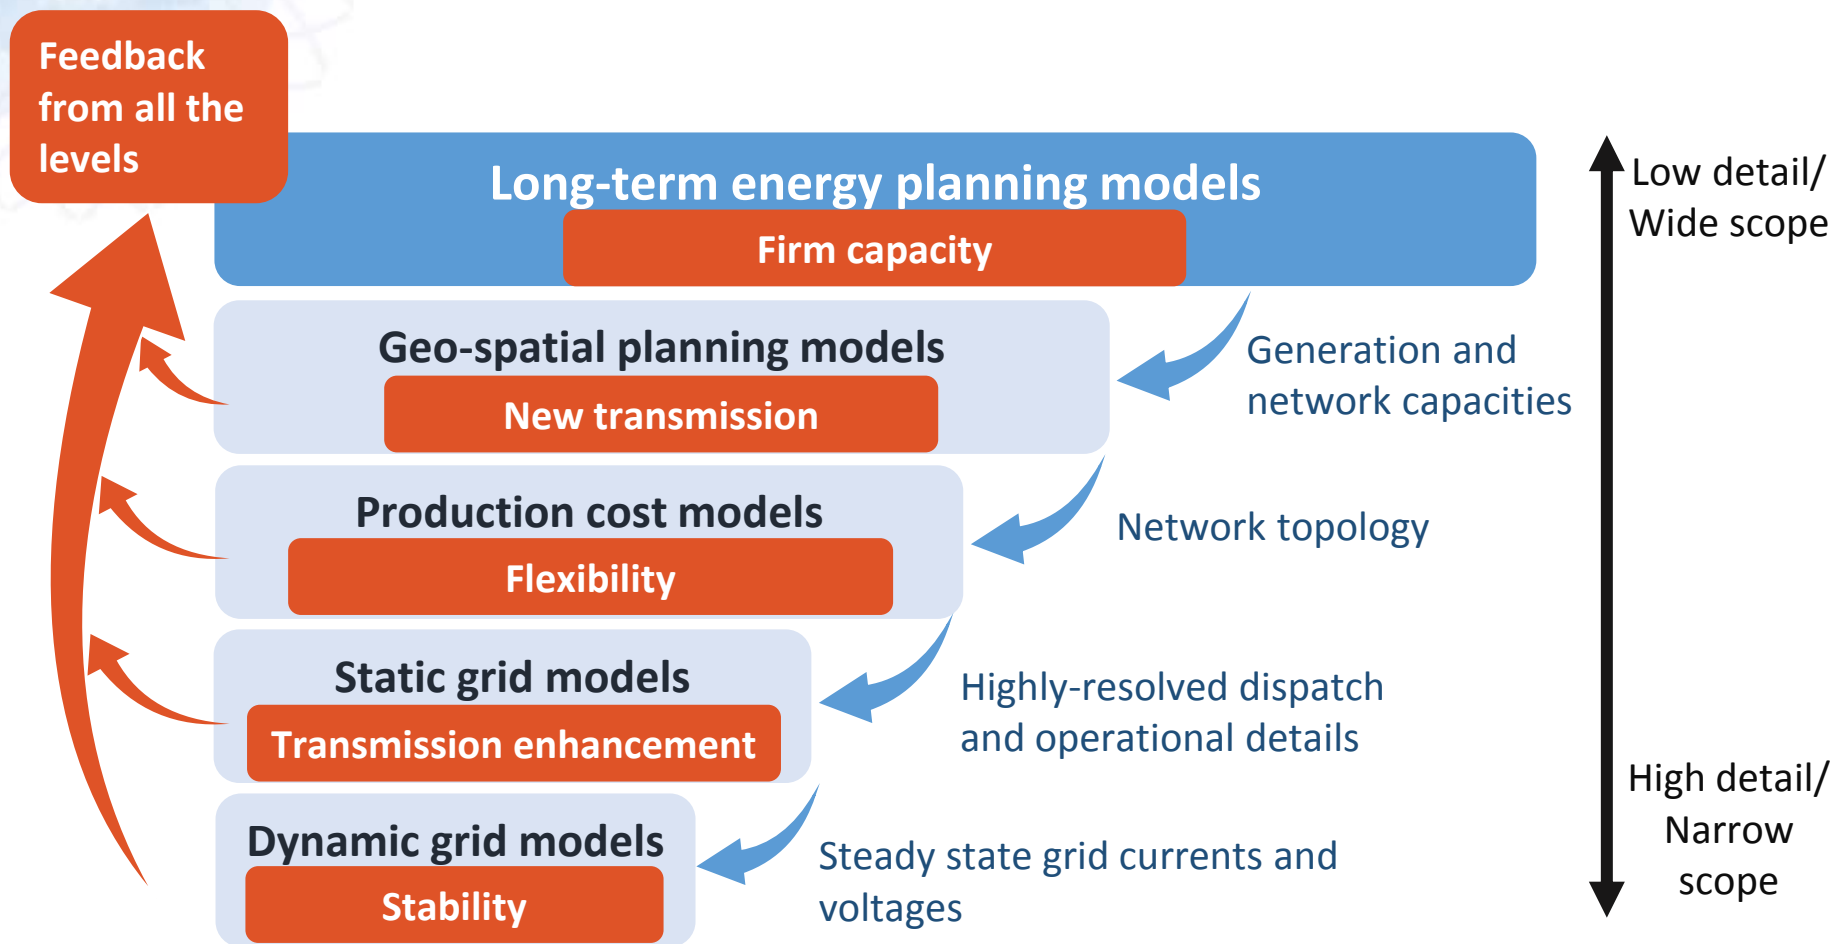 Feedback
from all the
levels
Long-term energy planning models
Firm capacity
Low detail/
Wide scope
Geo-spatial planning models
New transmission
Generation and
network capacities
Production cost models
Flexibility
Network topology
Static grid models
Transmission enhancement
Highly-resolved dispatch
and operational details
Dynamic grid models
Stability
Steady state grid currents and
voltages
High detail/
Narrow
scope